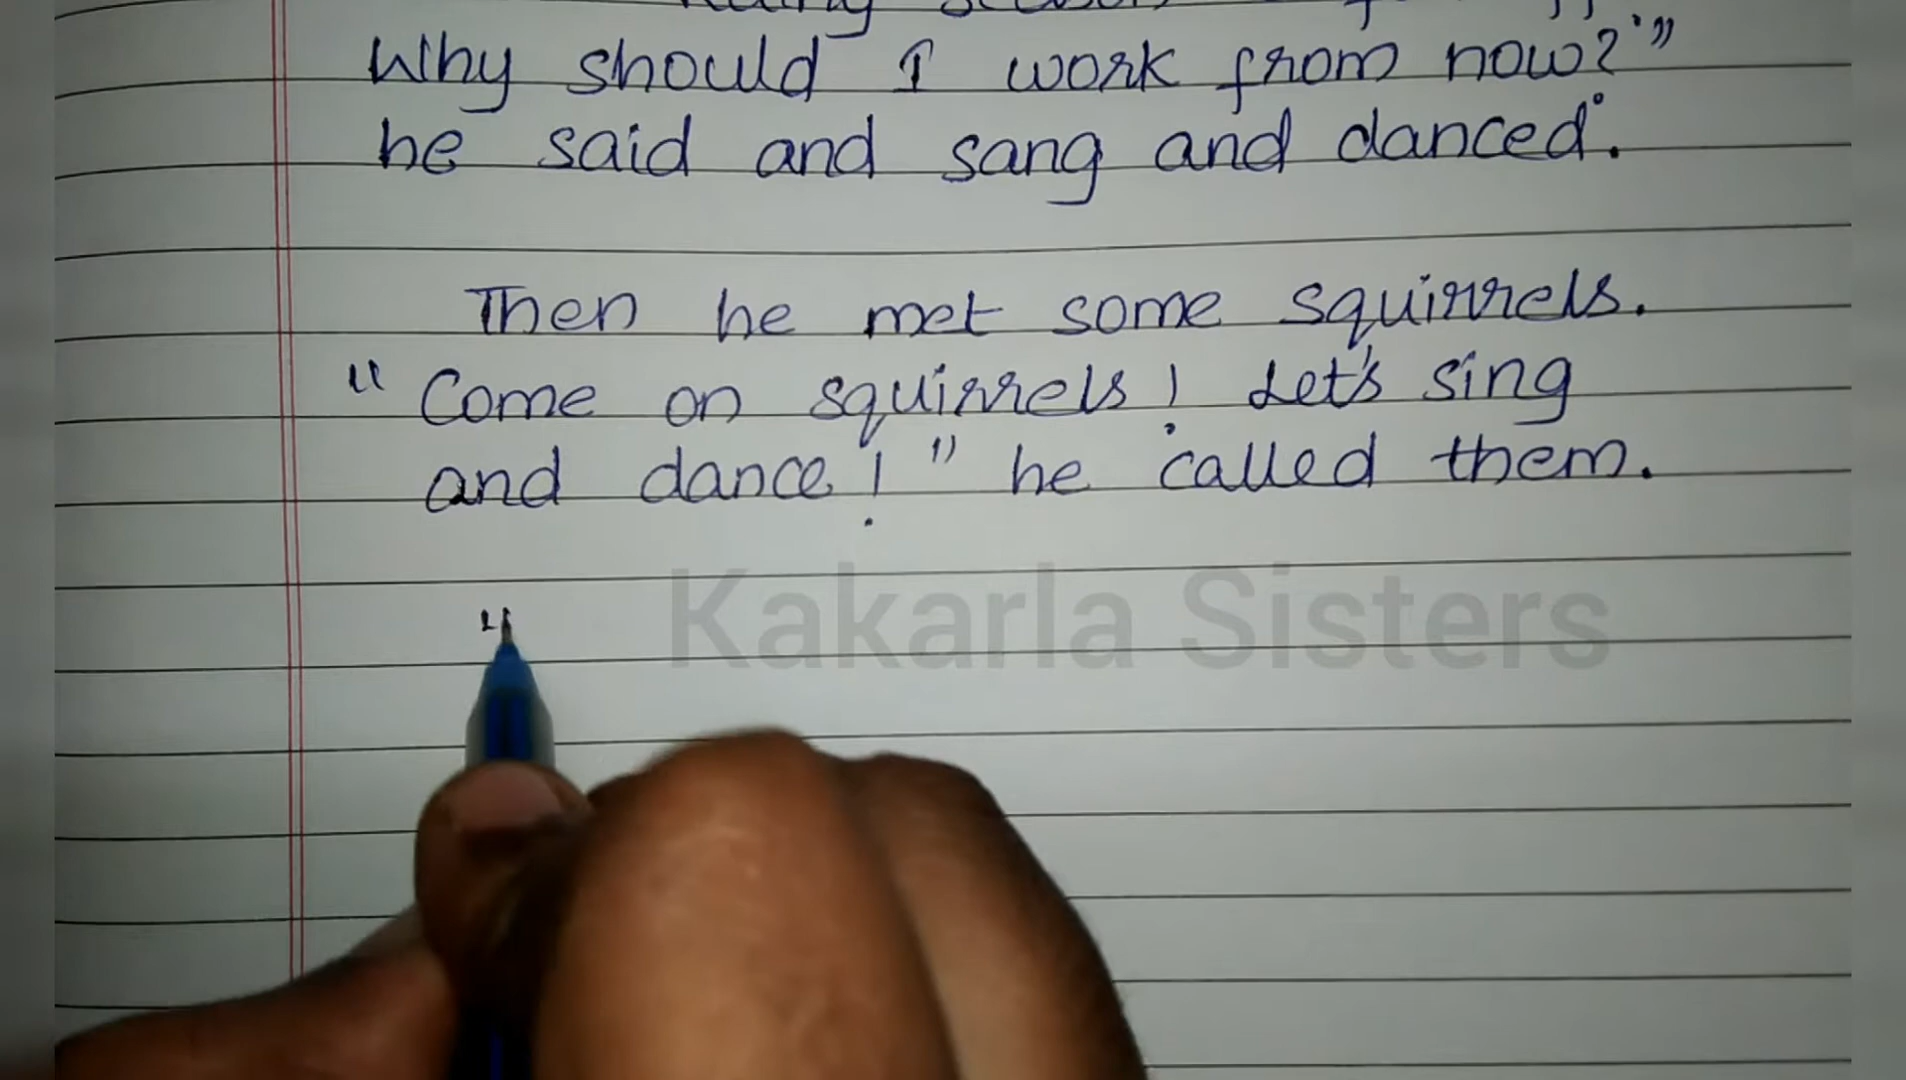 season
Why should I work from now?'"
he said and sang and danced.
Then he met some squirrels.
"Come on squirrels! Let's sing
and dance!" he called them.
Kakarla Sisters
"